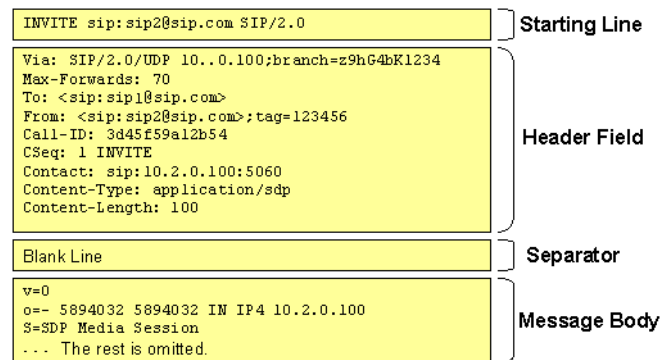 INVITE sip:sip2@sip.com SIP/2.0
Starting Line
Via: SIP/2.0/UDP 10..0.100;branch=z9hG4bK1234
Max-Forwards: 70
To: <sip:sip1@sip.com>
From: <sip:sip2@sip.com>;tag=123456
Call-ID: 3d45f59a12b54
CSeq: 1 INVITE
Contact: sip:10.2.0.100:5060
Content-Type: application/sdp
Content-Length: 100
Header Field
Blank Line
Separator
v=0
o=- 5894032 5894032 IN IP4 10.2.0.100
S=SDP Media Session
... The rest is omitted.
Message Body